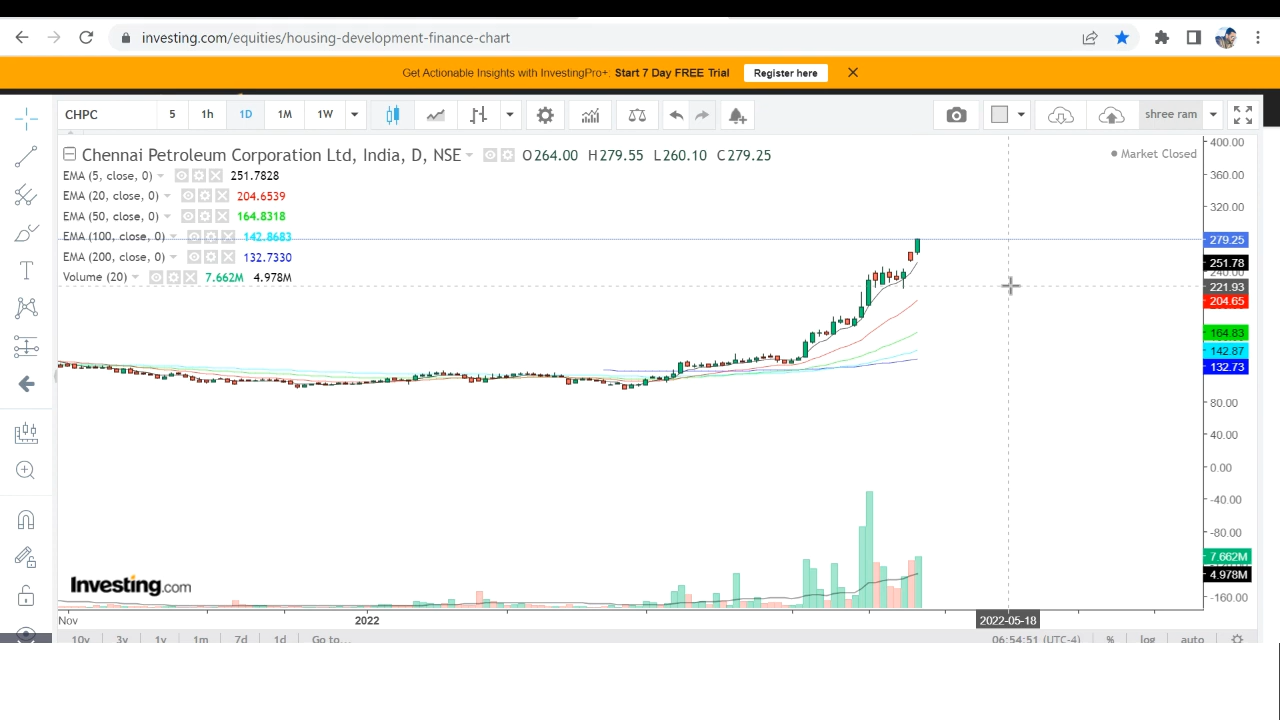 investing.com/equities/housing-development-finance-chart
Get Actionable Insights with InvestingPro+: Start 7 Day FREE Trial Register here
CHPC 5 1h 1D 1M 1W shree ram
Chennai Petroleum Corporation Ltd, India, D, NSE O264.00 H279.55 L260.10 C279.25 Market Closed
EMA (5, close, 0) 251.7828
EMA (20, close, 0) 204.6539
EMA (50, close, 0) 164.8318
EMA (100, close, 0) 142.8683
EMA (200, close, 0) 132.7330
Volume (20) 7.662M 4.978M
400.00
360.00
320.00
279.25
251.78
240.00
221.93
204.65
164.83
142.87
132.73
80.00
40.00
0.00
-40.00
-80.00
7.662M
4.978M
-160.00
Investing.com
Nov 2022 2022-05-18
10y 3y 1y 1m 7d 1d Go to... 06:54:51 (UTC-4) % log auto